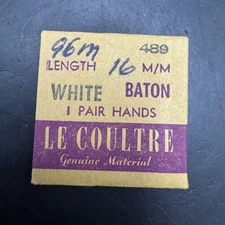 96m 489
LENGTH 16 M/M
WHITE BATON
1 PAIR HANDS
LE COULTRE
Genuine Material